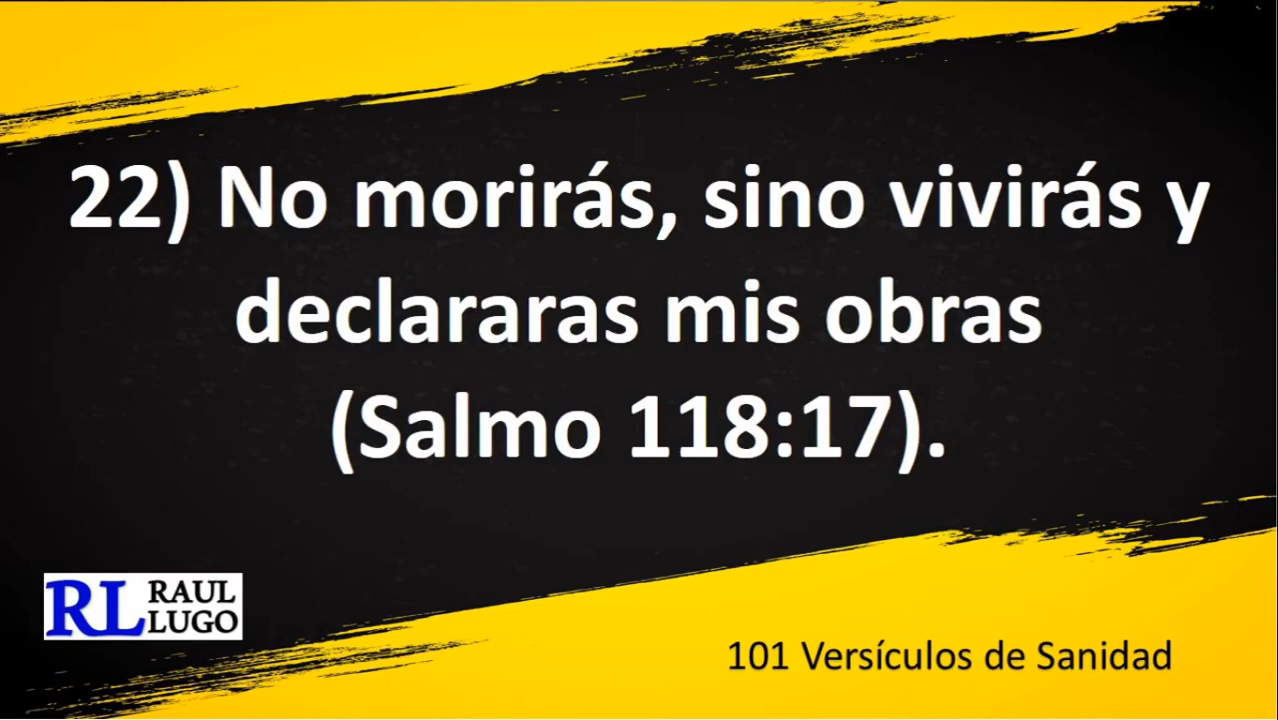 22) No morirás, sino vivirás y
declararas mis obras
(Salmo 118:17).
RL RAUL
LUGO
101 Versículos de Sanidad